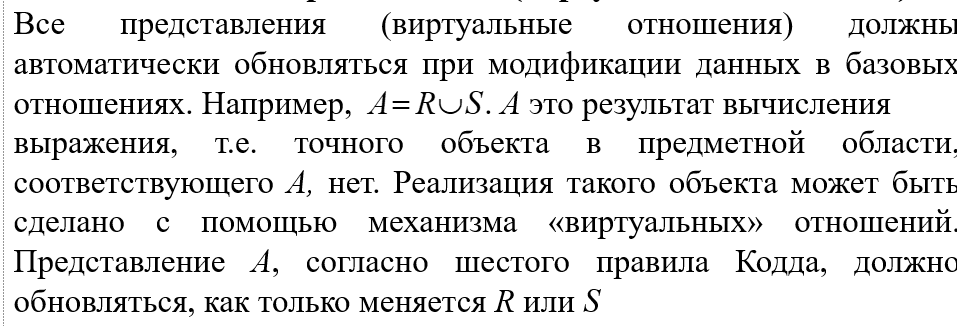 Все представления (виртуальные отношения) должны
автоматически обновляться при модификации данных в базовых
отношениях. Например, A=R∪S. A это результат вычисления
выражения, т.е. точного объекта в предметной области,
соответствующего A, нет. Реализация такого объекта может быть
сделано с помощью механизма «виртуальных» отношений.
Представление A, согласно шестого правила Кодда, должно
обновляться, как только меняется R или S